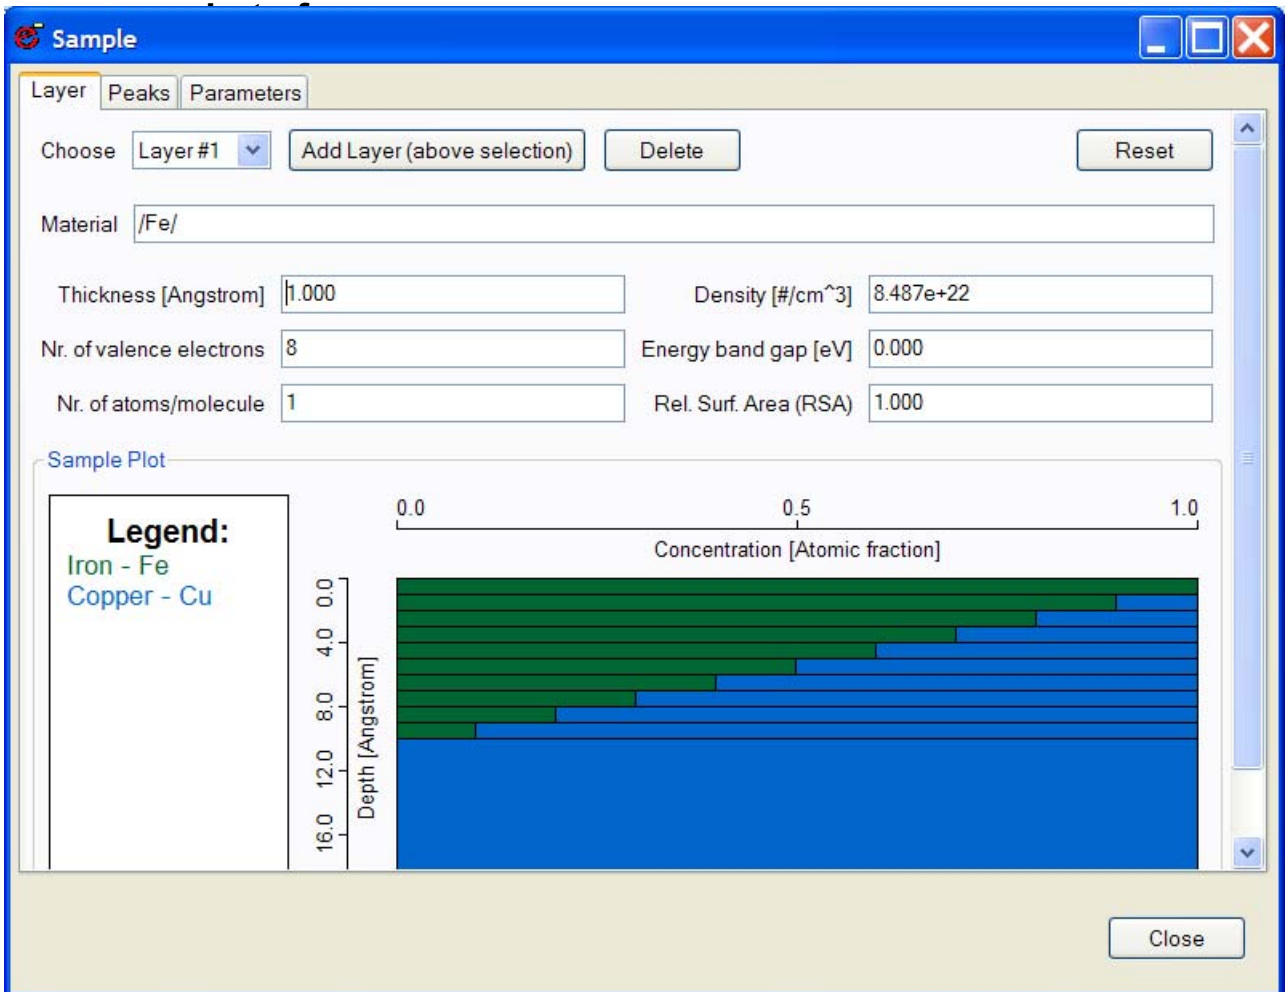 Sample
Layer Peaks Parameters
Choose Layer #1 Add Layer (above selection) Delete Reset
Material /Fe/
Thickness [Angstrom] 1.000 Density [#/cm^3] 8.487e+22
Nr. of valence electrons 8 Energy band gap [eV] 0.000
Nr. of atoms/molecule 1 Rel. Surf. Area (RSA) 1.000
Sample Plot
Legend:
Iron - Fe
Copper - Cu
0.0 0.5 1.0
Concentration [Atomic fraction]
0.0
4.0
8.0
12.0
16.0
Depth [Angstrom]
Close